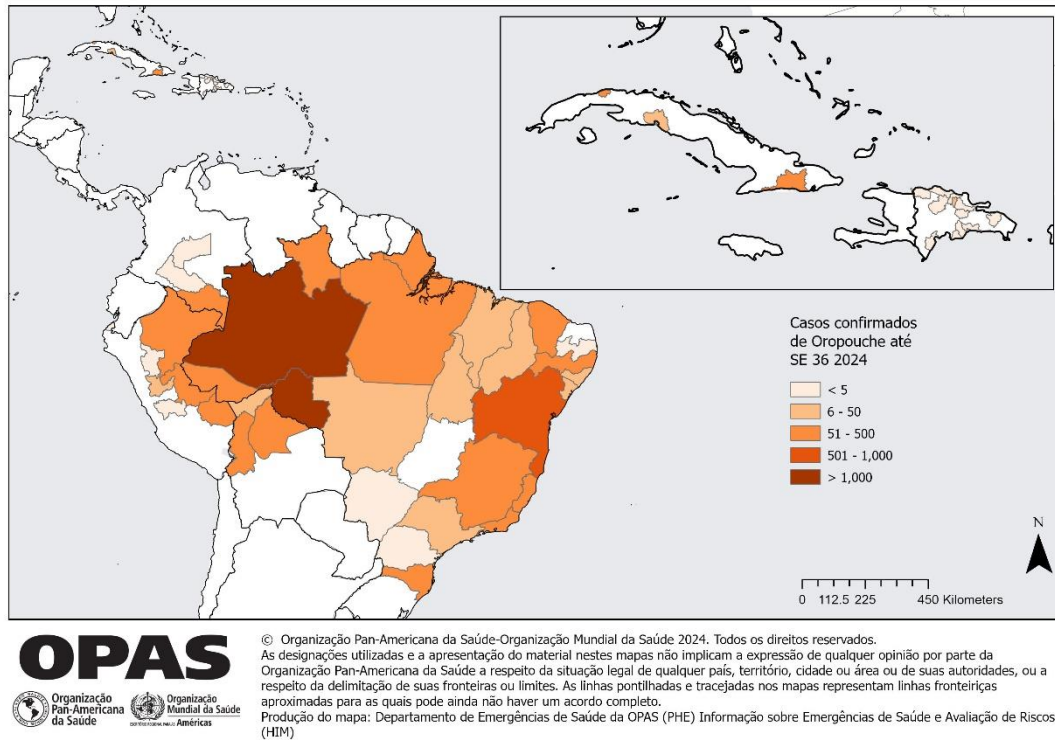 Casos confirmados
de Oropouche até
SE 36 2024
< 5
6 - 50
51 - 500
501 - 1,000
> 1,000
N
0 112.5 225 450 Kilometers
OPAS
Organização
Pan-Americana
da Saúde
Organização
Mundial da Saúde
Américas
© Organização Pan-Americana da Saúde-Organização Mundial da Saúde 2024. Todos os direitos reservados.
As designações utilizadas e a apresentação do material nestes mapas não implicam a expressão de qualquer opinião por parte da
Organização Pan-Americana da Saúde a respeito da situação legal de qualquer país, território, cidade ou área ou de suas autoridades, ou a
respeito da delimitação de suas fronteiras ou limites. As linhas pontilhadas e tracejadas nos mapas representam linhas fronteiriças
aproximadas para as quais pode ainda não haver um acordo completo.
Produção do mapa: Departamento de Emergências de Saúde da OPAS (PHE) Informação sobre Emergências de Saúde e Avaliação de Riscos
(HIM)